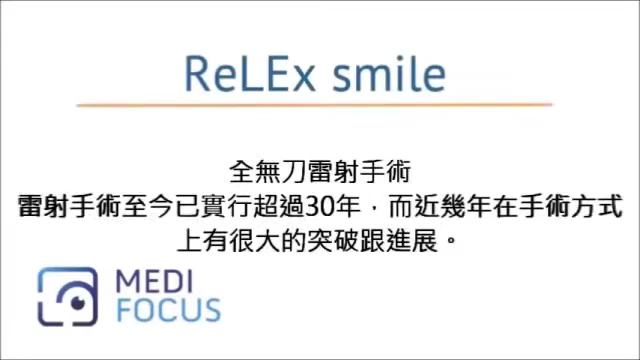 ReLEx smile
全無刀雷射手術
雷射手術至今已實行超過30年，而近幾年在手術方式
上有很大的突破跟進展。
MEDI
FOCUS